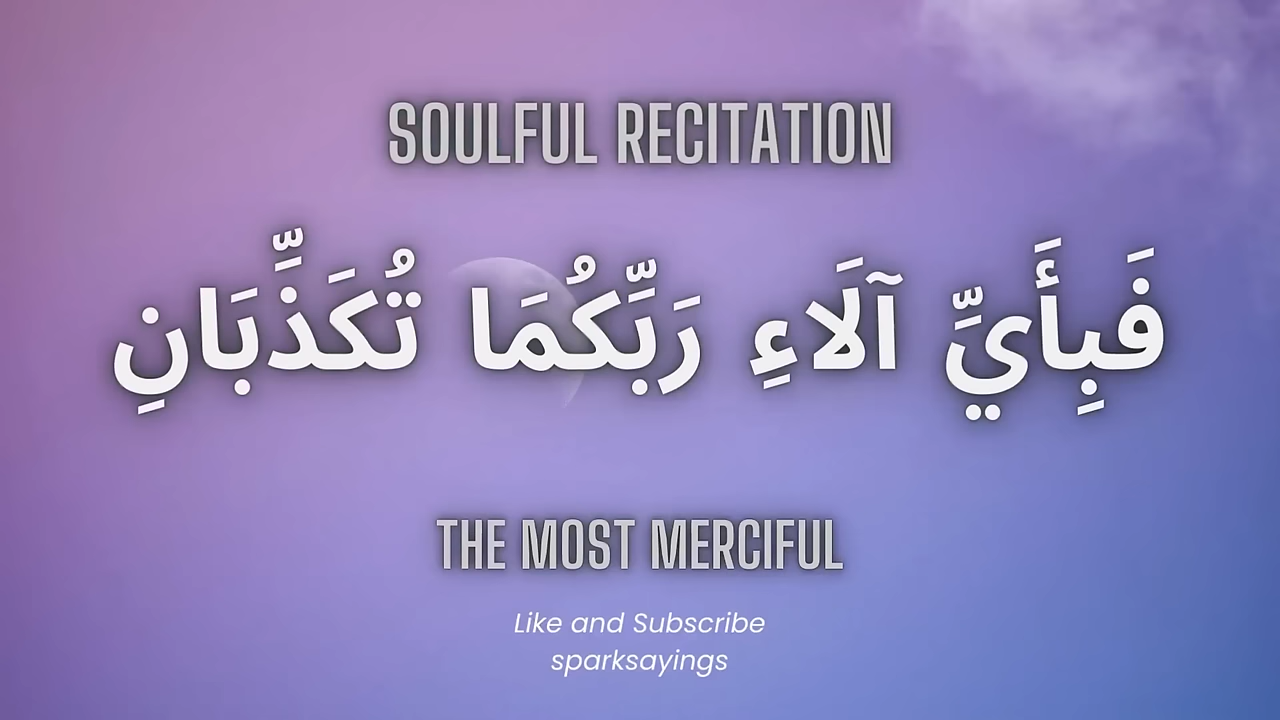 SOULFUL RECITATION
فَبِأَيِّ آلَاءِ رَبِّكُمَا تُكَذِّبَانِ
THE MOST MERCIFUL
Like and Subscribe
sparksayings